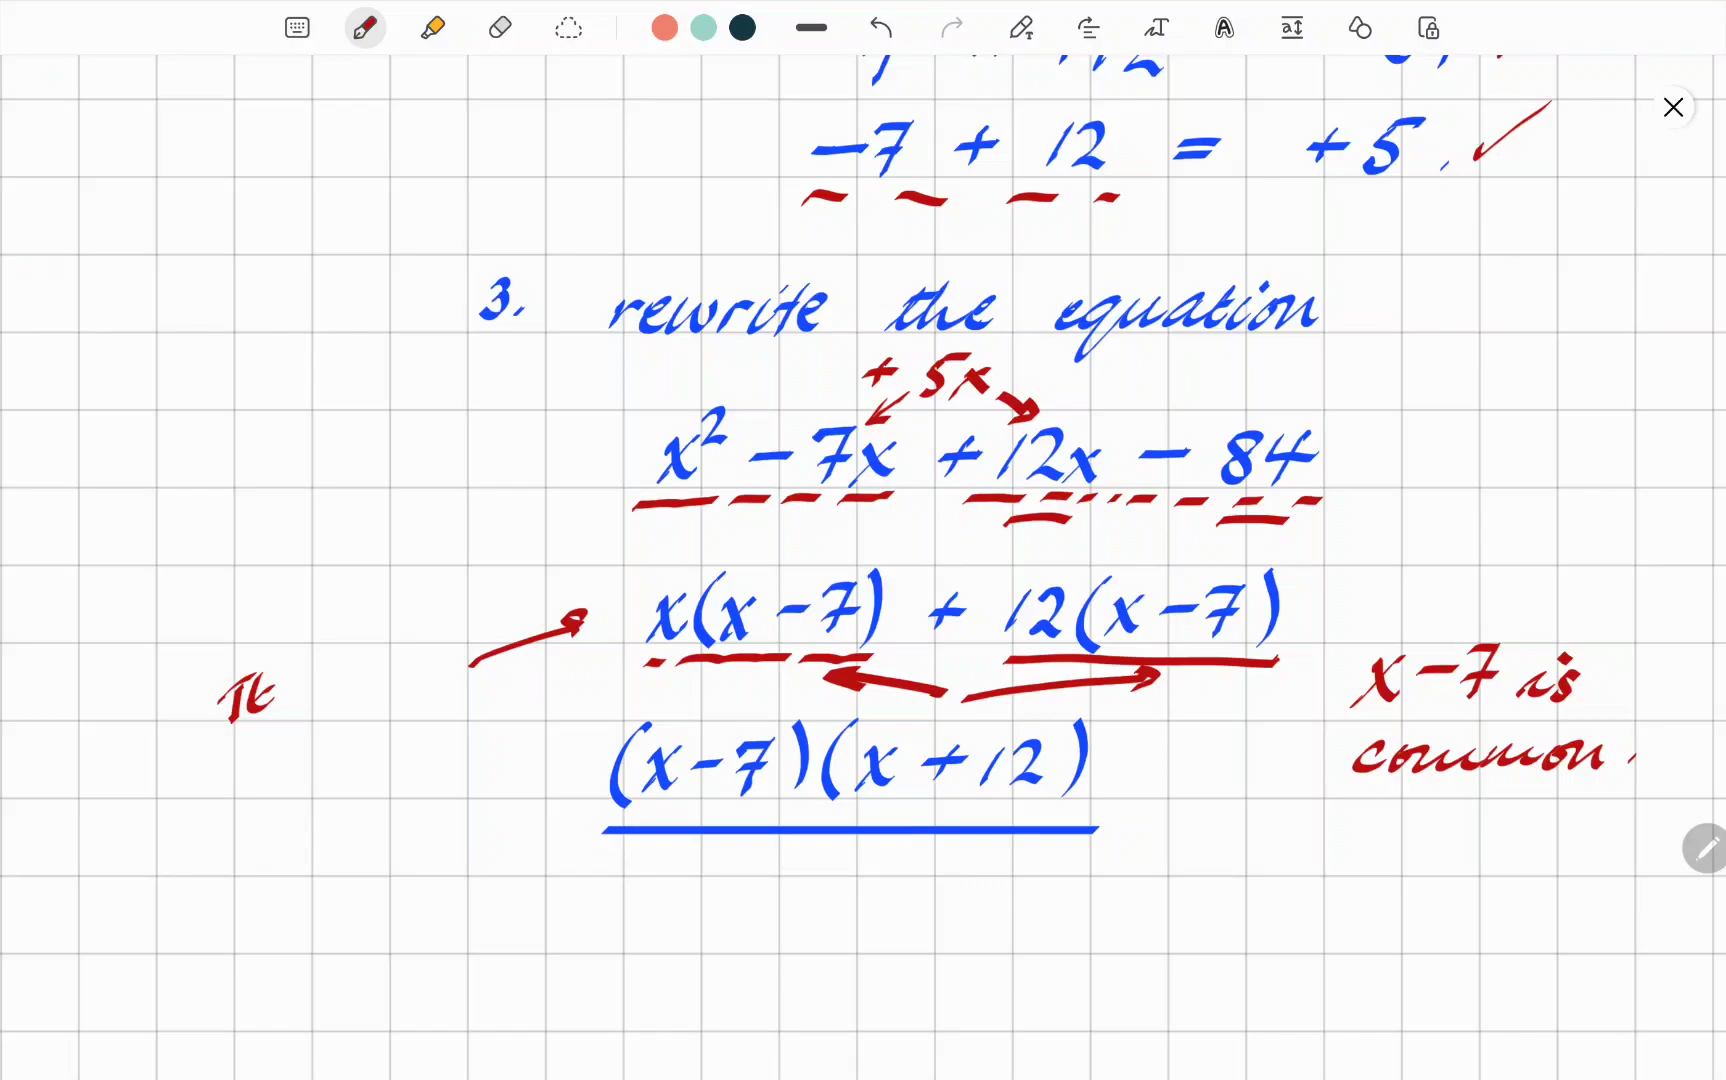 -7 + 12 = +5.
3. rewrite the equation
+ 5x
x² - 7x + 12x - 84
x(x - 7) + 12(x - 7)
x - 7 is
common.
(x - 7)(x + 12)